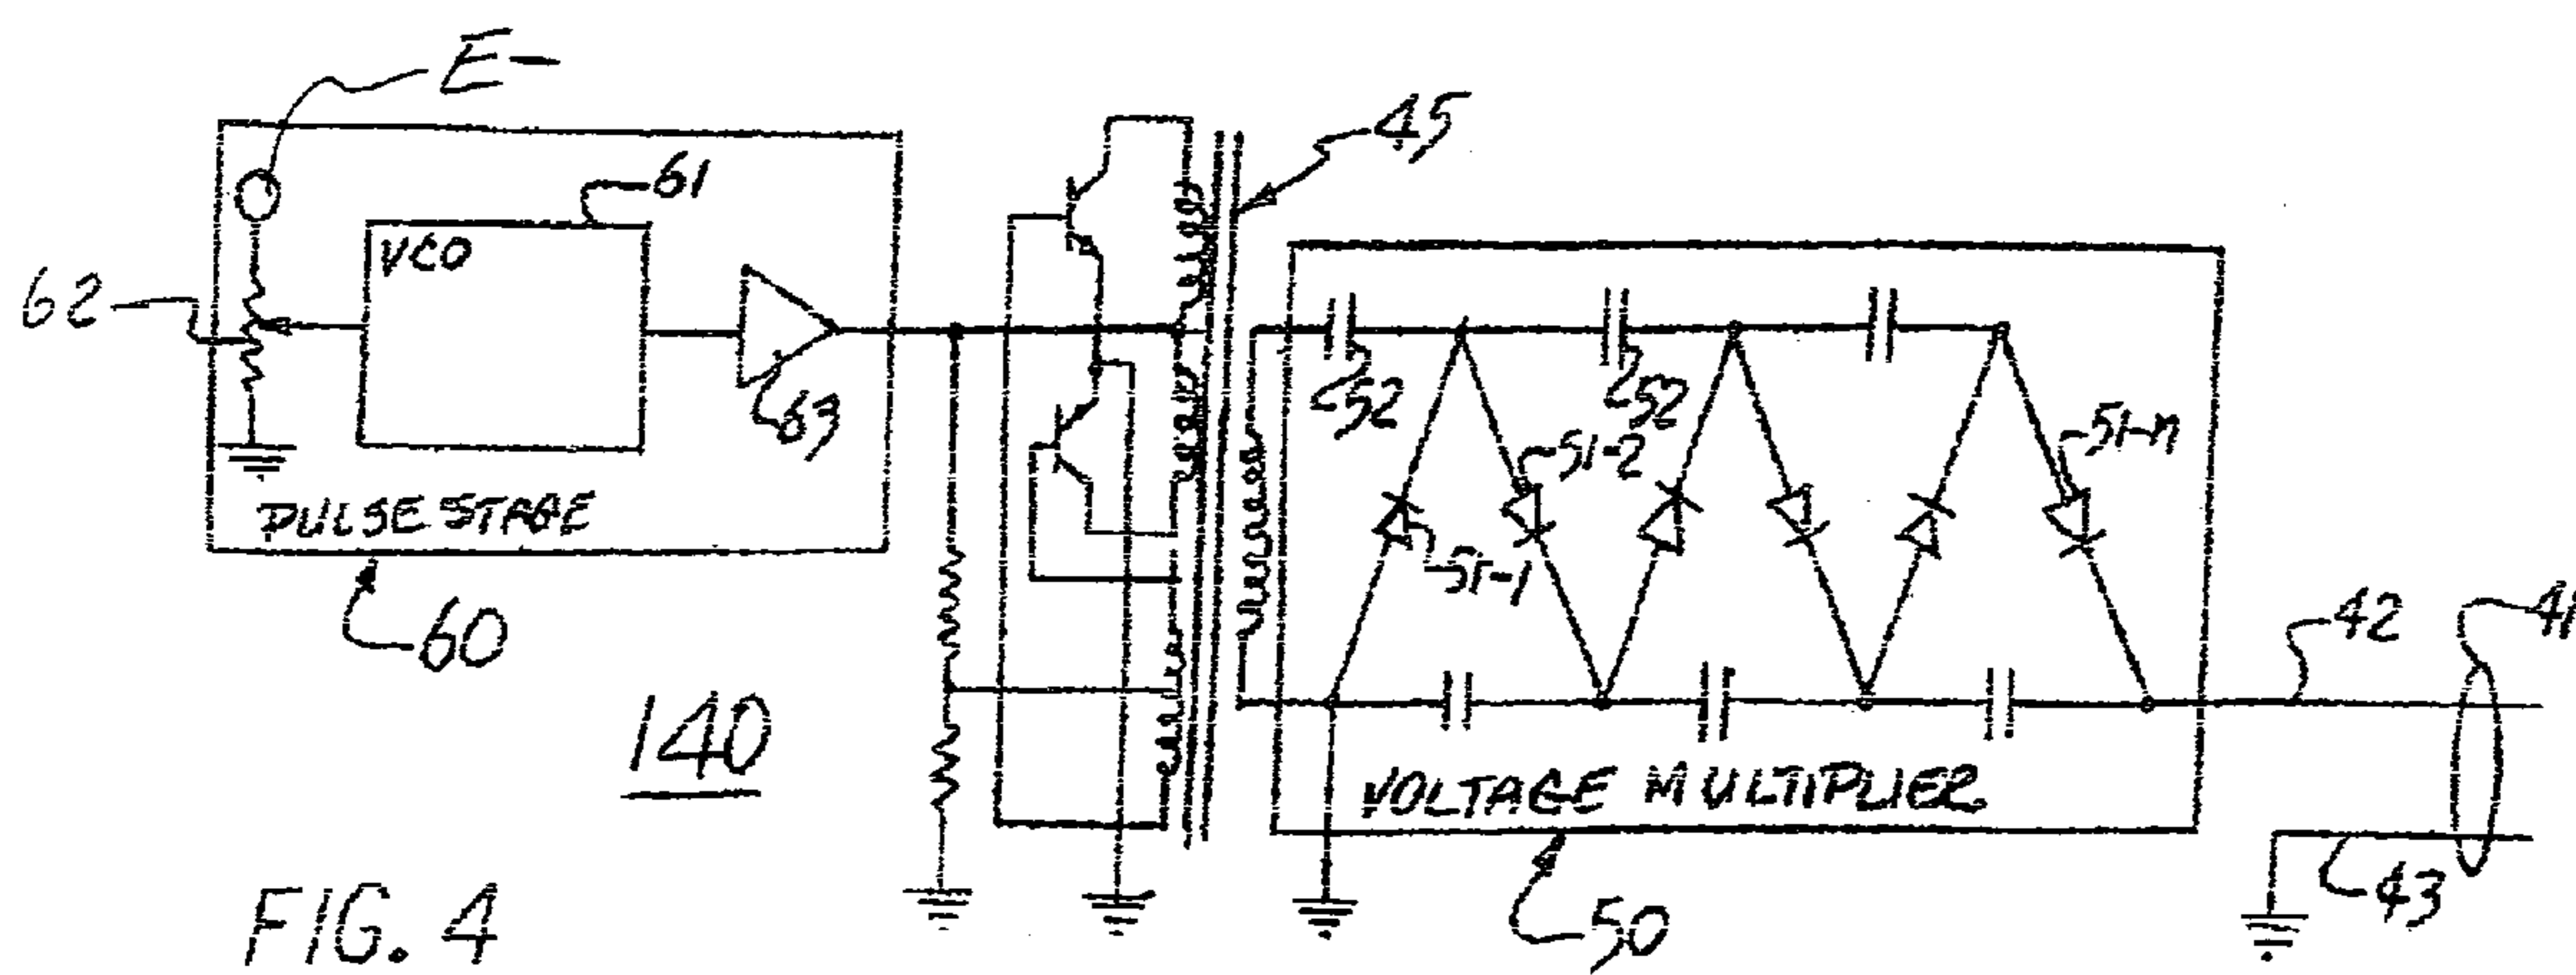 E-
45
61
VCO
62
63
52
52
51-2
51-n
51-1
PULSE STAGE
42
41
60
140
VOLTAGE MULTIPLIER
43
50
FIG. 4